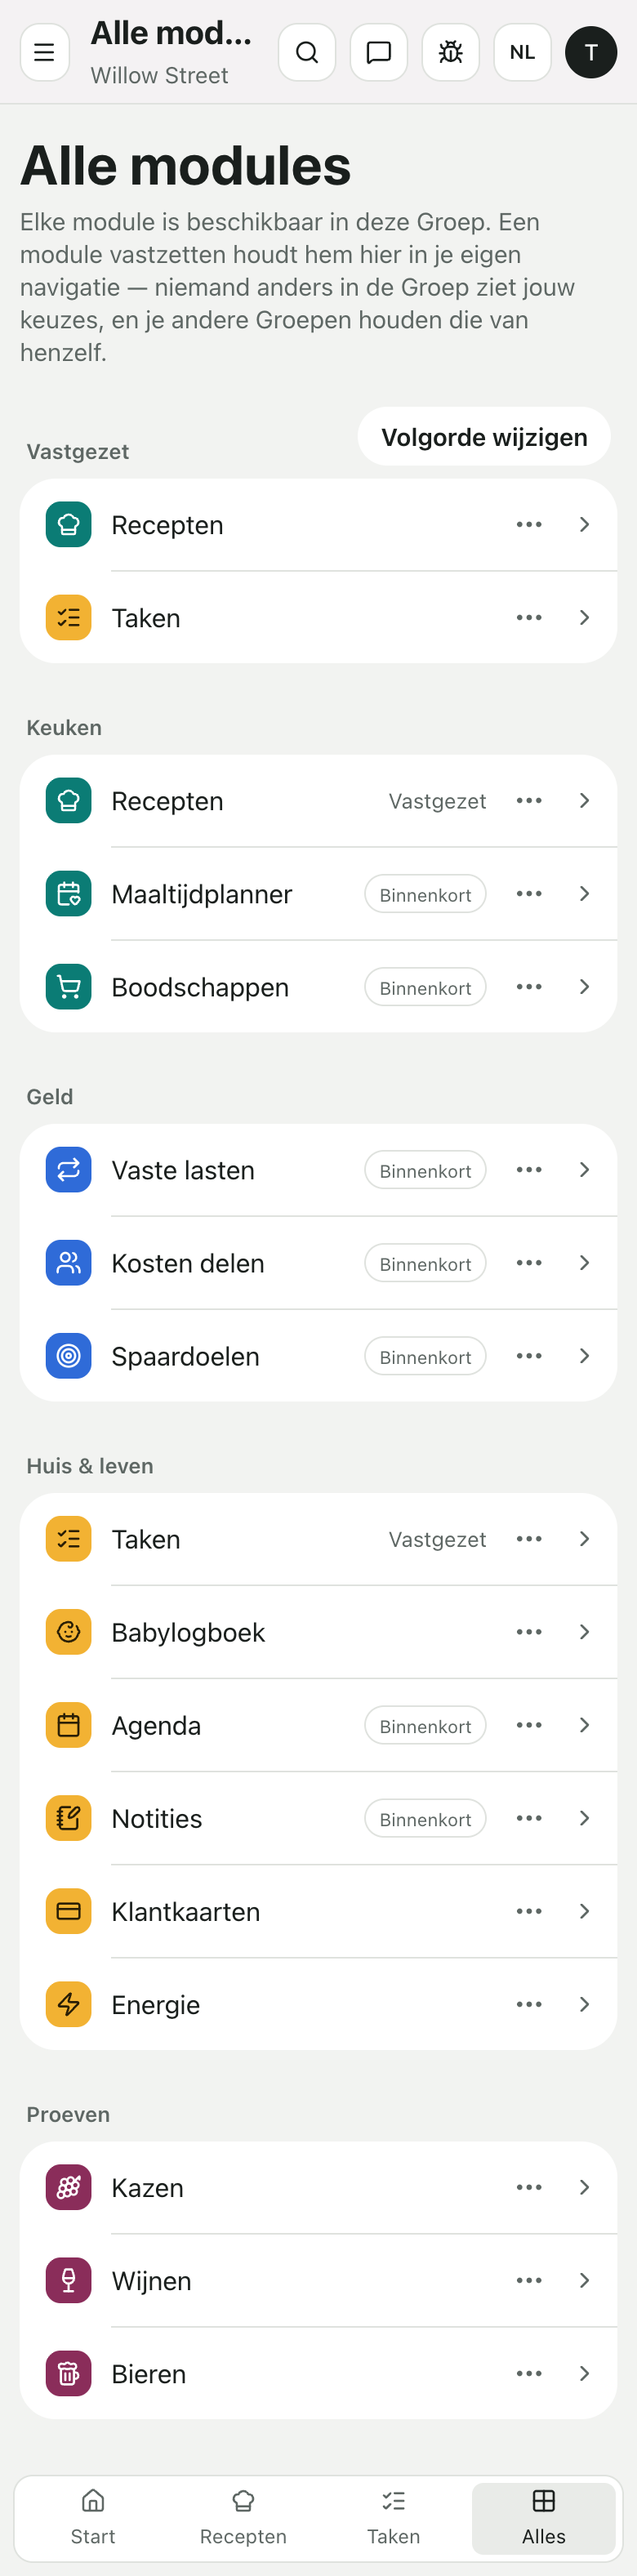 Alle mod...
Willow Street
NL
T
Alle modules
Elke module is beschikbaar in deze Groep. Een
module vastzetten houdt hem hier in je eigen
navigatie — niemand anders in de Groep ziet jouw
keuzes, en je andere Groepen houden die van
henzelf.
Vastgezet
Volgorde wijzigen
Recepten
Taken
Keuken
Recepten Vastgezet
Maaltijdplanner Binnenkort
Boodschappen Binnenkort
Geld
Vaste lasten Binnenkort
Kosten delen Binnenkort
Spaardoelen Binnenkort
Huis & leven
Taken Vastgezet
Babylogboek
Agenda Binnenkort
Notities Binnenkort
Klantkaarten
Energie
Proeven
Kazen
Wijnen
Bieren
Start Recepten Taken Alles